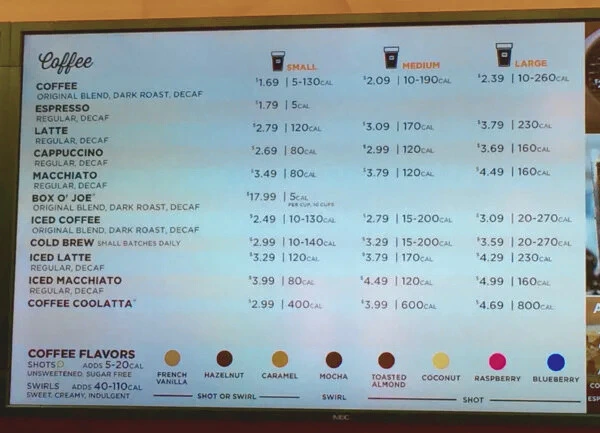 Coffee
SMALL MEDIUM LARGE
COFFEE $1.69 | 5-130CAL $2.09 | 10-190CAL $2.39 | 10-260CAL
ORIGINAL BLEND, DARK ROAST, DECAF
ESPRESSO $1.79 | 5CAL
REGULAR, DECAF
LATTE $2.79 | 120CAL $3.09 | 170CAL $3.79 | 230CAL
REGULAR, DECAF
CAPPUCCINO $2.69 | 80CAL $2.99 | 120CAL $3.69 | 160CAL
REGULAR, DECAF
MACCHIATO $3.49 | 80CAL $3.79 | 120CAL $4.49 | 160CAL
REGULAR, DECAF
BOX O' JOE® $17.99 | 5CAL
PER CUP, 10 CUPS
ORIGINAL BLEND, DARK ROAST, DECAF
ICED COFFEE $2.49 | 10-130CAL $2.79 | 15-200CAL $3.09 | 20-270CAL
ORIGINAL BLEND, DARK ROAST, DECAF
COLD BREW SMALL BATCHES DAILY $2.99 | 10-140CAL $3.29 | 15-200CAL $3.59 | 20-270CAL
ICED LATTE $3.29 | 120CAL $3.79 | 170CAL $4.29 | 230CAL
REGULAR, DECAF
ICED MACCHIATO $3.99 | 80CAL $4.49 | 120CAL $4.99 | 160CAL
REGULAR, DECAF
COFFEE COOLATTA® $2.99 | 400CAL $3.99 | 600CAL $4.69 | 800CAL
COFFEE FLAVORS
SHOTS ADDS 5-20CAL
UNSWEETENED, SUGAR FREE
SWIRLS ADDS 40-110CAL
SWEET, CREAMY, INDULGENT
FRENCH VANILLA
HAZELNUT
CARAMEL
MOCHA
TOASTED ALMOND
COCONUT
RASPBERRY
BLUEBERRY
SHOT OR SWIRL SWIRL SHOT
NEC